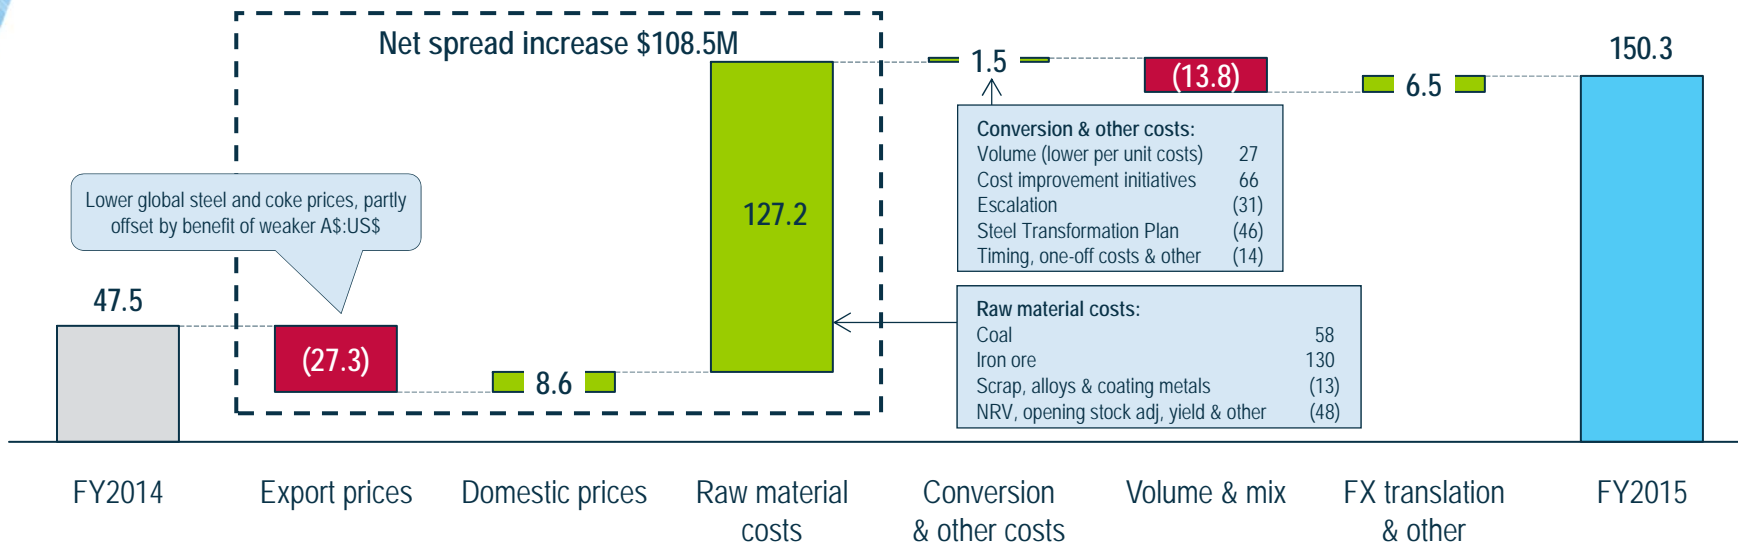 Net spread increase $108.5M
47.5
Lower global steel and coke prices, partly
offset by benefit of weaker A$:US$
(27.3)
8.6
127.2
1.5
(13.8)
6.5
150.3
Conversion & other costs:
Volume (lower per unit costs) 27
Cost improvement initiatives 66
Escalation (31)
Steel Transformation Plan (46)
Timing, one-off costs & other (14)
Raw material costs:
Coal 58
Iron ore 130
Scrap, alloys & coating metals (13)
NRV, opening stock adj, yield & other (48)
FY2014
Export prices
Domestic prices
Raw material
costs
Conversion
& other costs
Volume & mix
FX translation
& other
FY2015